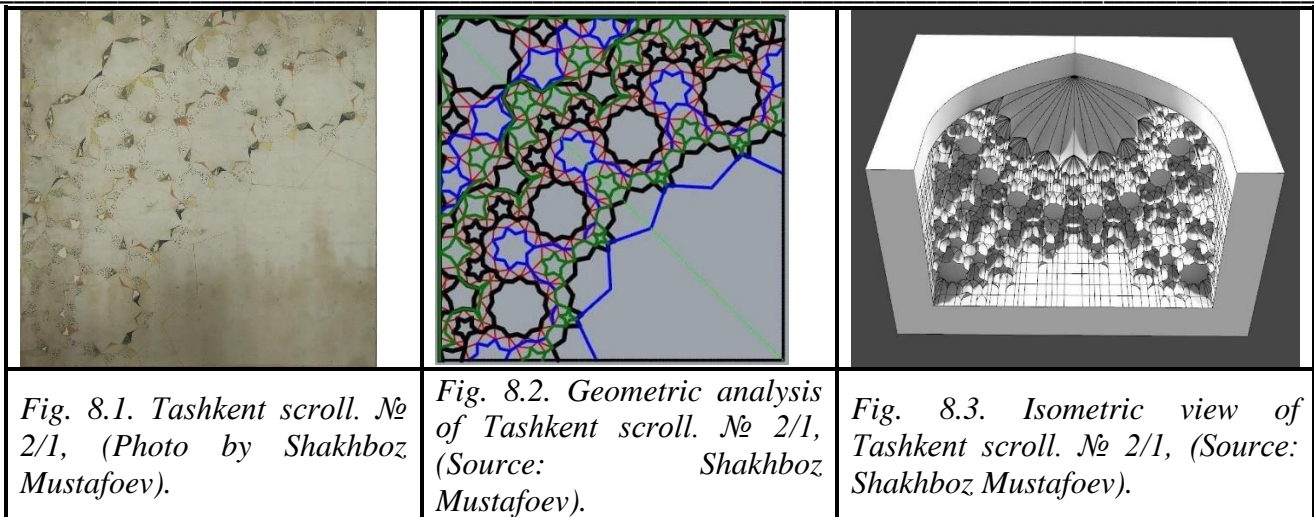 Fig. 8.1. Tashkent scroll. №
2/1, (Photo by Shakhboz
Mustafoev).
Fig. 8.2. Geometric analysis
of Tashkent scroll. № 2/1,
(Source: Shakhboz
Mustafoev).
Fig. 8.3. Isometric view of
Tashkent scroll. № 2/1, (Source:
Shakhboz Mustafoev).